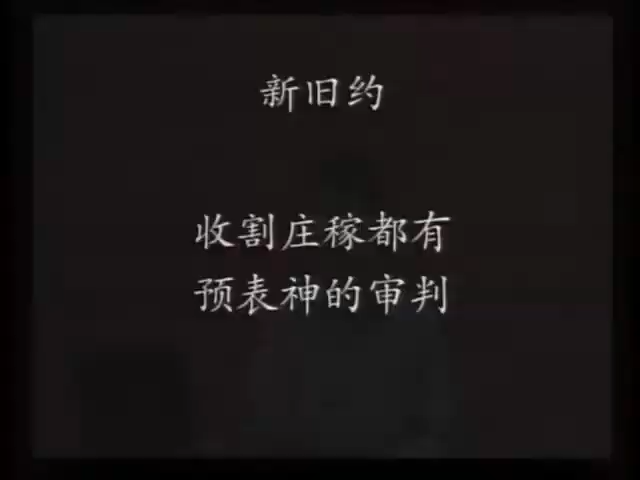 新旧约
收割庄稼都有
预表神的审判